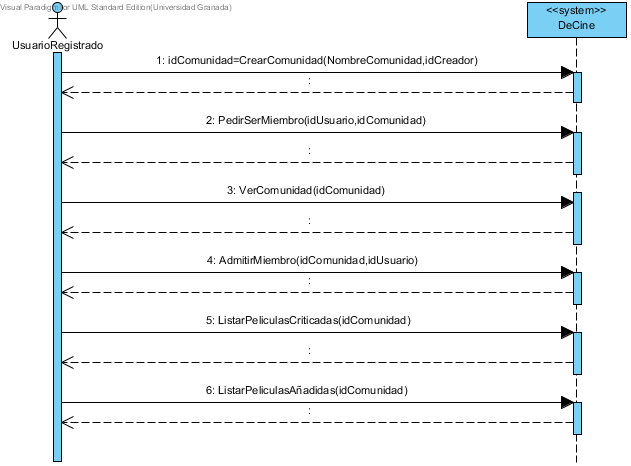 Visual Paradigm for UML Standard Edition(Universidad Granada)
<<system>>
DeCine
UsuarioRegistrado
1: idComunidad=CrearComunidad(NombreComunidad,idCreador)
:
2: PedirSerMiembro(idUsuario,idComunidad)
:
3: VerComunidad(idComunidad)
:
4: AdmitirMiembro(idComunidad,idUsuario)
:
5: ListarPeliculasCriticadas(idComunidad)
:
6: ListarPeliculasAñadidas(idComunidad)
: